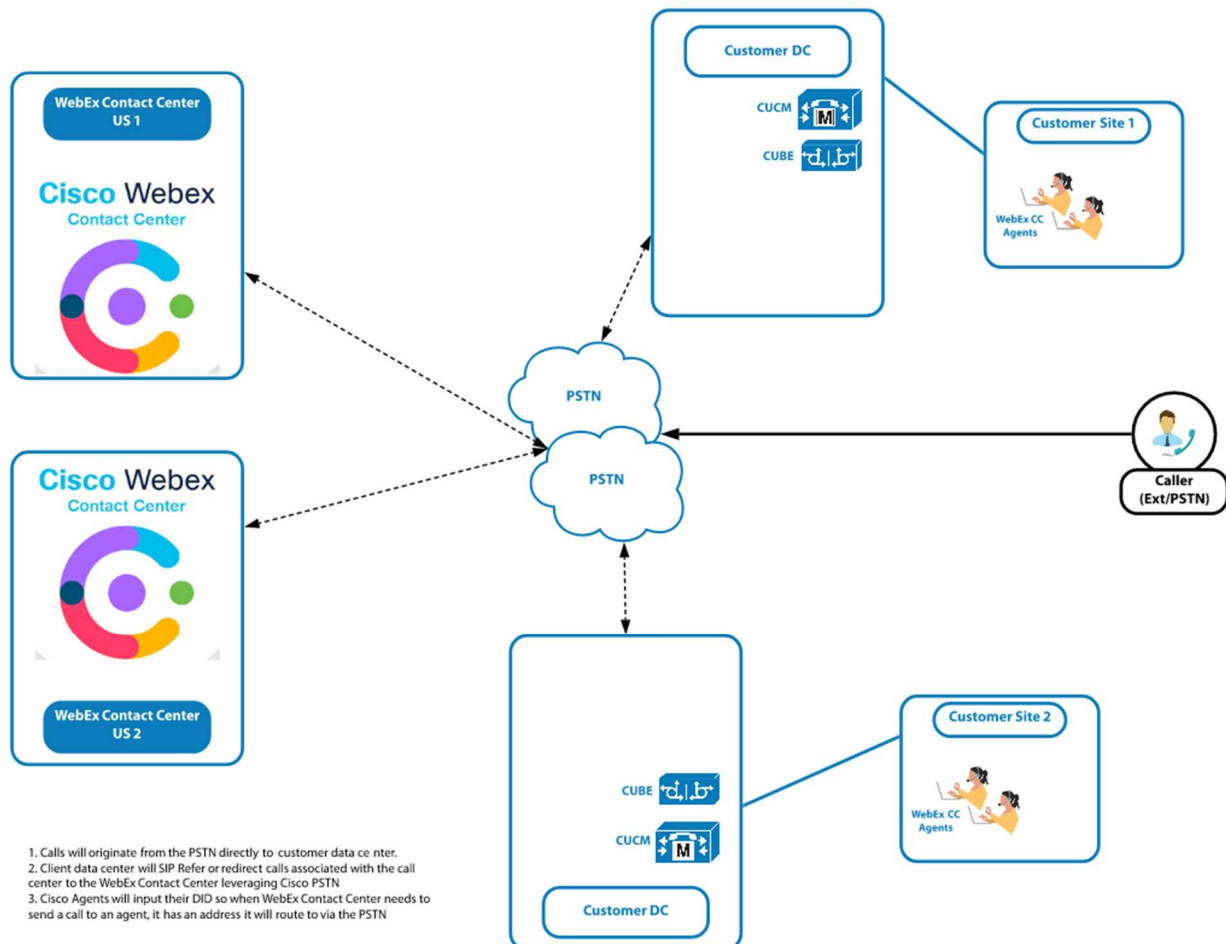 Customer DC
WebEx Contact Center
US 1
CUCM
M
Customer Site 1
CUBE
Cisco Webex
Contact Center
WebEx CC
Agents
PSTN
PSTN
Cisco Webex
Contact Center
Caller
(Ext/PSTN)
WebEx Contact Center
US 2
Customer Site 2
CUBE
WebEx CC
Agents
CUCM
M
1. Calls will originate from the PSTN directly to customer data ce nter.
2. Client data center will SIP Refer or redirect calls associated with the call
center to the WebEx Contact Center leveraging Cisco PSTN
3. Cisco Agents will input their DID so when WebEx Contact Center needs to
send a call to an agent, it has an address it will route to via the PSTN
Customer DC